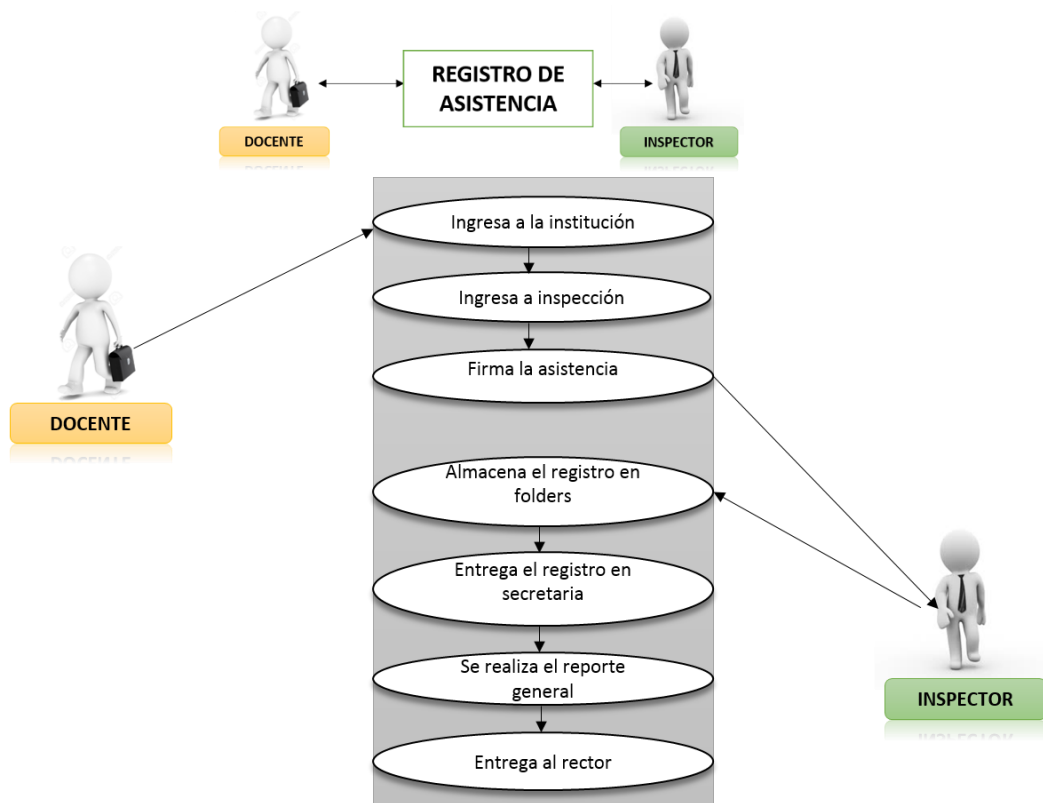 REGISTRO DE
ASISTENCIA
DOCENTE
INSPECTOR
Ingresa a la institución
Ingresa a inspección
Firma la asistencia
DOCENTE
Almacena el registro en
folders
Entrega el registro en
secretaria
Se realiza el reporte
general
INSPECTOR
Entrega al rector